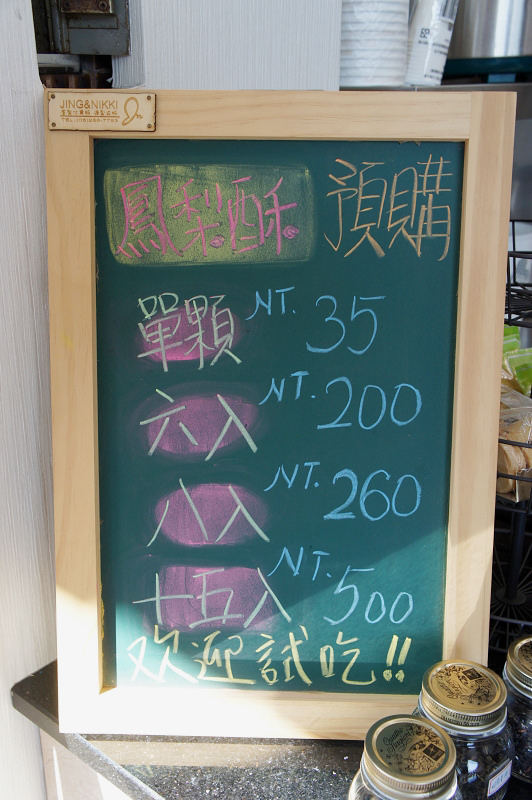 JING&NIKKI
鳳梨酥 預購
單顆 NT. 35
六入 NT. 200
八入 NT. 260
十五入 NT. 500
欢迎試吃!!